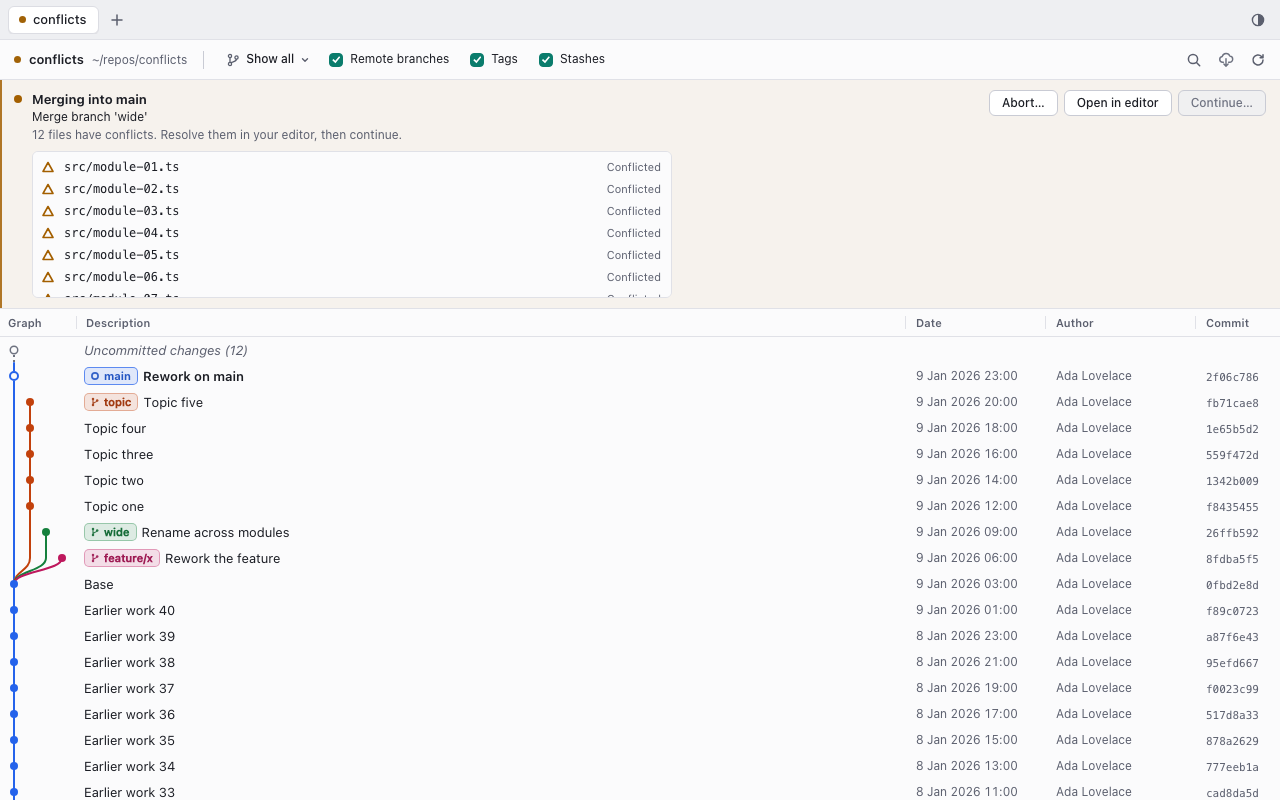 conflicts
conflicts ~/repos/conflicts Show all Remote branches Tags Stashes
Merging into main Abort... Open in editor Continue...
Merge branch 'wide'
12 files have conflicts. Resolve them in your editor, then continue.
src/module-01.ts Conflicted
src/module-02.ts Conflicted
src/module-03.ts Conflicted
src/module-04.ts Conflicted
src/module-05.ts Conflicted
src/module-06.ts Conflicted
src/module-07.ts Conflicted
Graph Description Date Author Commit
Uncommitted changes (12)
main Rework on main 9 Jan 2026 23:00 Ada Lovelace 2f06c786
topic Topic five 9 Jan 2026 20:00 Ada Lovelace fb71cae8
Topic four 9 Jan 2026 18:00 Ada Lovelace 1e65b5d2
Topic three 9 Jan 2026 16:00 Ada Lovelace 559f472d
Topic two 9 Jan 2026 14:00 Ada Lovelace 1342b009
Topic one 9 Jan 2026 12:00 Ada Lovelace f8435455
wide Rename across modules 9 Jan 2026 09:00 Ada Lovelace 26ffb592
feature/x Rework the feature 9 Jan 2026 06:00 Ada Lovelace 8fdba5f5
Base 9 Jan 2026 03:00 Ada Lovelace 0fbd2e8d
Earlier work 40 9 Jan 2026 01:00 Ada Lovelace f89c0723
Earlier work 39 8 Jan 2026 23:00 Ada Lovelace a87f6e43
Earlier work 38 8 Jan 2026 21:00 Ada Lovelace 95efd667
Earlier work 37 8 Jan 2026 19:00 Ada Lovelace f0023c99
Earlier work 36 8 Jan 2026 17:00 Ada Lovelace 517d8a33
Earlier work 35 8 Jan 2026 15:00 Ada Lovelace 878a2629
Earlier work 34 8 Jan 2026 13:00 Ada Lovelace 777eeb1a
Earlier work 33 8 Jan 2026 11:00 Ada Lovelace cad8da5d